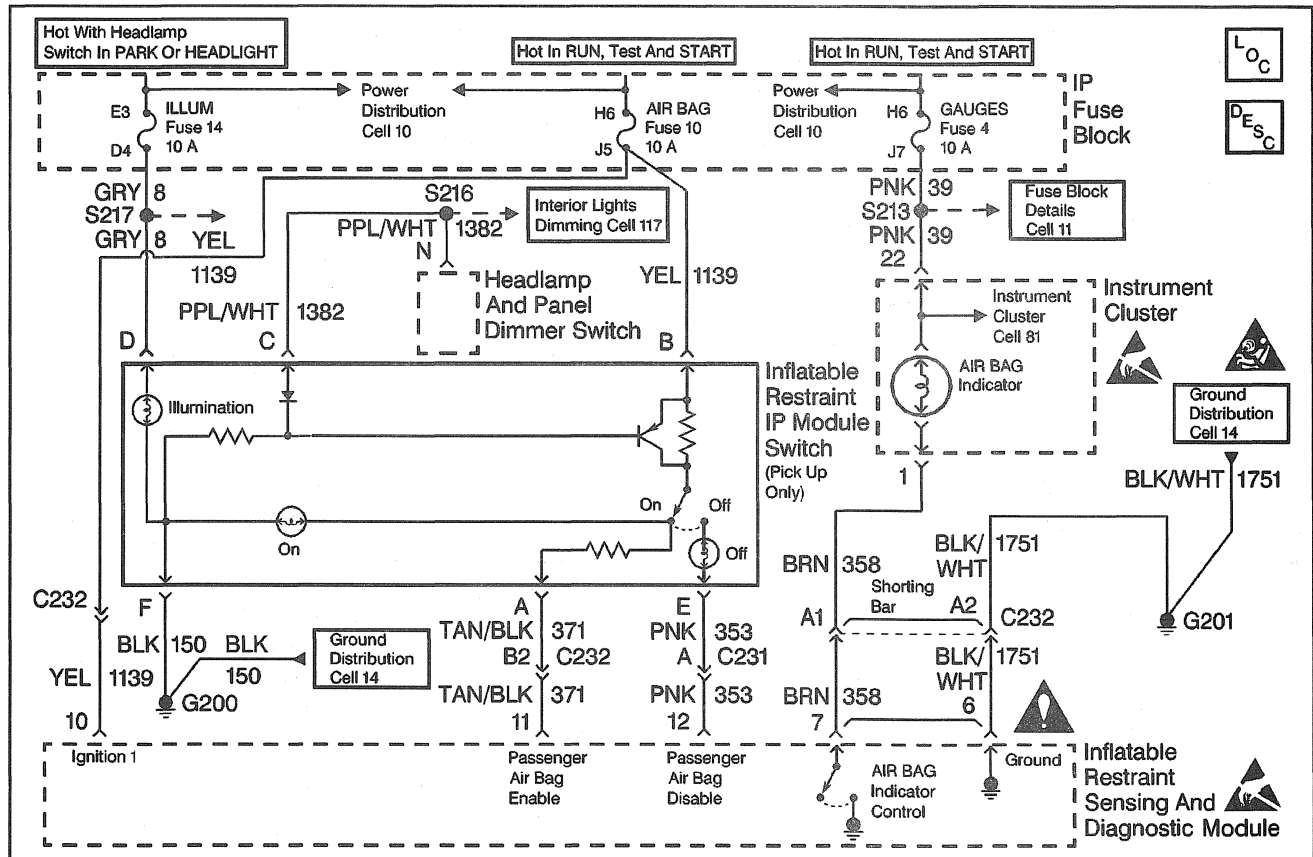 Hot With Headlamp
Switch In PARK Or HEADLIGHT
Hot In RUN, Test And START
Hot In RUN, Test And START
LOC
DESC
IP
Fuse
Block
E3
ILLUM
Fuse 14
10 A
D4
Power
Distribution
Cell 10
H6
AIR BAG
Fuse 10
10 A
J5
Power
Distribution
Cell 10
H6
GAUGES
Fuse 4
10 A
J7
GRY 8
S217
GRY 8
YEL
1139
S216
PPL/WHT 1382
N
Interior Lights
Dimming Cell 117
PNK 39
S213
PNK 39
22
Fuse Block
Details
Cell 11
PPL/WHT 1382
Headlamp
And Panel
Dimmer Switch
YEL 1139
D
C
B
Instrument
Cluster
Cell 81
AIR BAG
Indicator
Instrument
Cluster
Ground
Distribution
Cell 14
BLK/WHT 1751
Illumination
On
On
Off
Off
Inflatable
Restraint
IP Module
Switch
(Pick Up
Only)
1
BRN 358
BLK/
WHT
1751
Shorting
Bar
A1
A2
C232
G201
C232
F
A
E
BLK 150
BLK
150
G200
Ground
Distribution
Cell 14
YEL 1139
TAN/BLK 371
B2 C232
TAN/BLK 371
PNK 353
A C231
PNK 353
BRN 358
BLK/
WHT
1751
10
11
12
7
6
Ignition 1
Passenger
Air Bag
Enable
Passenger
Air Bag
Disable
AIR BAG
Indicator
Control
Ground
Inflatable
Restraint
Sensing And
Diagnostic Module